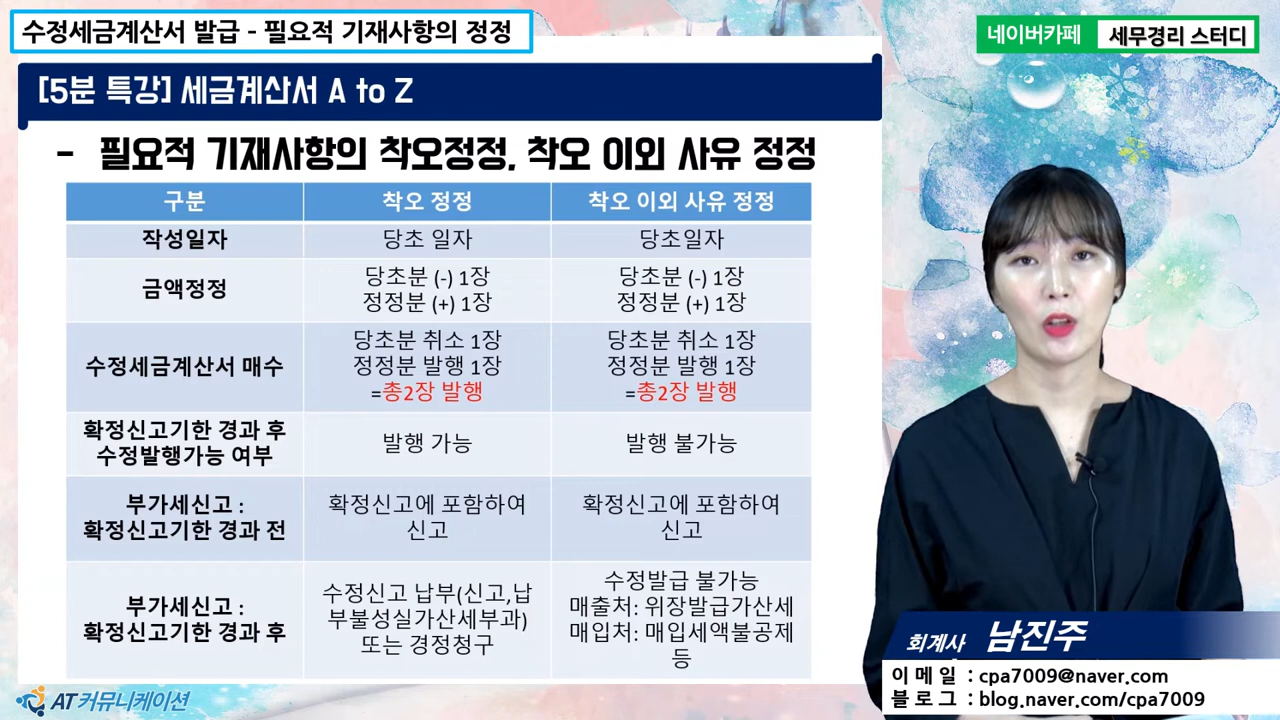 수정세금계산서 발급 - 필요적 기재사항의 정정
네이버카페 세무경리 스터디
[5분 특강] 세금계산서 A to Z
- 필요적 기재사항의 착오정정, 착오 이외 사유 정정
구분 착오 정정 착오 이외 사유 정정
작성일자 당초 일자 당초일자
금액정정
당초분 (-) 1장
정정분 (+) 1장
당초분 (-) 1장
정정분 (+) 1장
수정세금계산서 매수
당초분 취소 1장
정정분 발행 1장
=총2장 발행
당초분 취소 1장
정정분 발행 1장
=총2장 발행
확정신고기한 경과 후
수정발행가능 여부
발행 가능
발행 불가능
부가세신고 :
확정신고기한 경과 전
확정신고에 포함하여
신고
확정신고에 포함하여
신고
부가세신고 :
확정신고기한 경과 후
수정신고 납부(신고,납
부불성실가산세부과)
또는 경정청구
수정발급 불가능
매출처: 위장발급가산세
매입처: 매입세액불공제
등
회계사 남진주
이 메 일 : cpa7009@naver.com
블 로 그 : blog.naver.com/cpa7009
AT커뮤니케이션